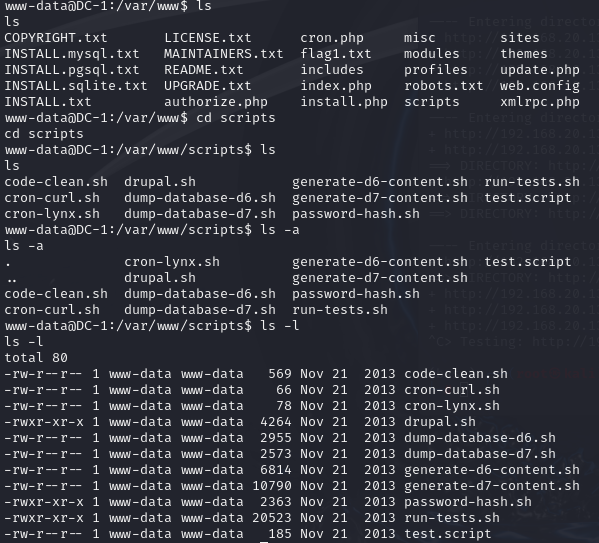 www-data@DC-1:/var/www$ ls
ls
COPYRIGHT.txt       LICENSE.txt      cron.php     misc        sites
INSTALL.mysql.txt   MAINTAINERS.txt  flag1.txt    modules     themes
INSTALL.pgsql.txt   README.txt       includes     profiles    update.php
INSTALL.sqlite.txt  UPGRADE.txt      index.php    robots.txt  web.config
INSTALL.txt         authorize.php    install.php  scripts     xmlrpc.php
www-data@DC-1:/var/www$ cd scripts
cd scripts
www-data@DC-1:/var/www/scripts$ ls
ls
code-clean.sh  drupal.sh            generate-d6-content.sh  run-tests.sh
cron-curl.sh   dump-database-d6.sh  generate-d7-content.sh  test.script
cron-lynx.sh   dump-database-d7.sh  password-hash.sh
www-data@DC-1:/var/www/scripts$ ls -a
ls -a
.              cron-lynx.sh         generate-d6-content.sh  test.script
..             drupal.sh            generate-d7-content.sh
code-clean.sh  dump-database-d6.sh  password-hash.sh
cron-curl.sh   dump-database-d7.sh  run-tests.sh
www-data@DC-1:/var/www/scripts$ ls -l
ls -l
total 80
-rw-r--r-- 1 www-data www-data   569 Nov 21  2013 code-clean.sh
-rw-r--r-- 1 www-data www-data    66 Nov 21  2013 cron-curl.sh
-rw-r--r-- 1 www-data www-data    78 Nov 21  2013 cron-lynx.sh
-rwxr-xr-x 1 www-data www-data  4264 Nov 21  2013 drupal.sh
-rw-r--r-- 1 www-data www-data  2955 Nov 21  2013 dump-database-d6.sh
-rw-r--r-- 1 www-data www-data  2573 Nov 21  2013 dump-database-d7.sh
-rw-r--r-- 1 www-data www-data  6814 Nov 21  2013 generate-d6-content.sh
-rw-r--r-- 1 www-data www-data 10790 Nov 21  2013 generate-d7-content.sh
-rwxr-xr-x 1 www-data www-data  2363 Nov 21  2013 password-hash.sh
-rwxr-xr-x 1 www-data www-data 20523 Nov 21  2013 run-tests.sh
-rw-r--r-- 1 www-data www-data   185 Nov 21  2013 test.script